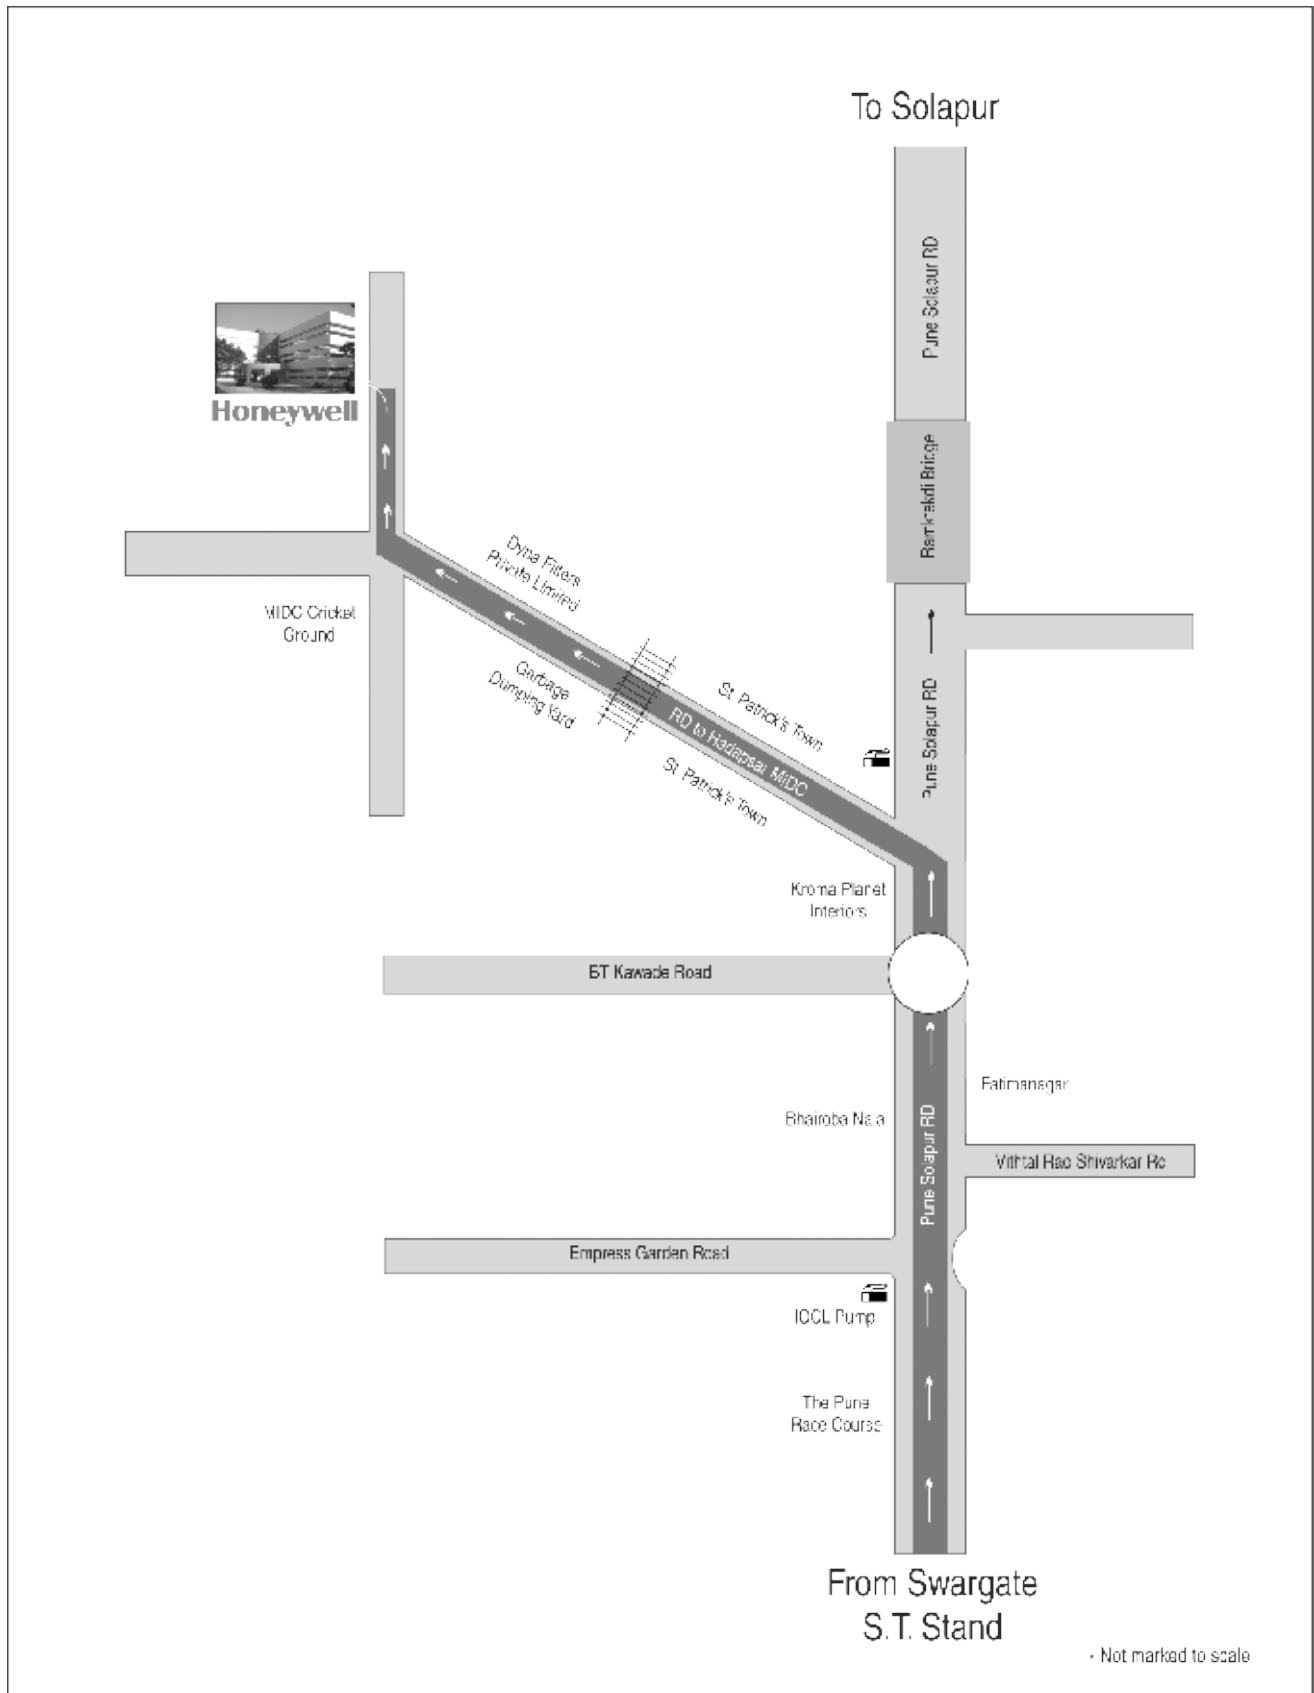 To Solapur
Pune Solapur RD
Honeywell
Ramkrakdi Bridge
Dyna Filters
Private Limited
MIDC Cricket
Ground
Garbage
Dumping Yard
St. Patrick's Town
RD to Hadapsar MIDC
St. Patrick's Town
Pune Solapur RD
Kroma Planet
Interiors
BT Kawade Road
Fatimanagar
Bhairoba Nala
Pune Solapur RD
Vithtal Rao Shivarkar Rd
Empress Garden Road
IOCL Pump
The Pune
Race Course
From Swargate
S.T. Stand
• Not marked to scale